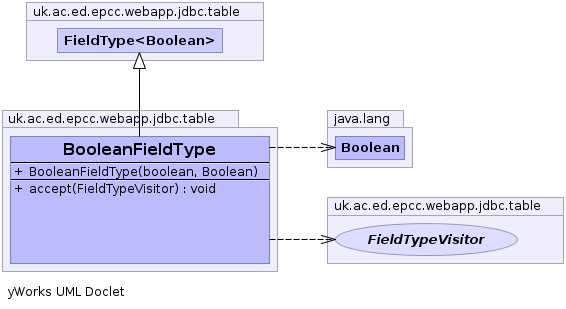 uk.ac.ed.epcc.webapp.jdbc.table
FieldType<Boolean>
uk.ac.ed.epcc.webapp.jdbc.table
BooleanFieldType
+ BooleanFieldType(boolean, Boolean)
+ accept(FieldTypeVisitor) : void
java.lang
Boolean
uk.ac.ed.epcc.webapp.jdbc.table
FieldTypeVisitor
yWorks UML Doclet